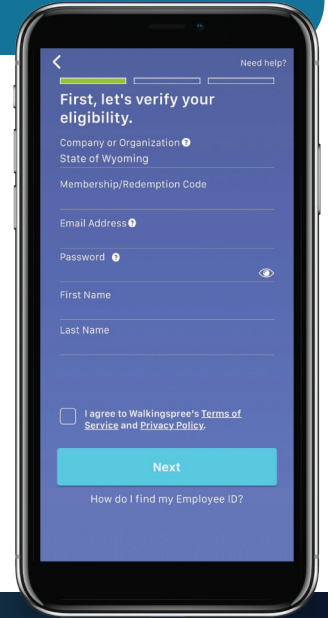 Need help?
First, let's verify your
eligibility.
Company or Organization
State of Wyoming
Membership/Redemption Code
Email Address
Password
First Name
Last Name
I agree to Walkingspree's Terms of
Service and Privacy Policy.
Next
How do I find my Employee ID?